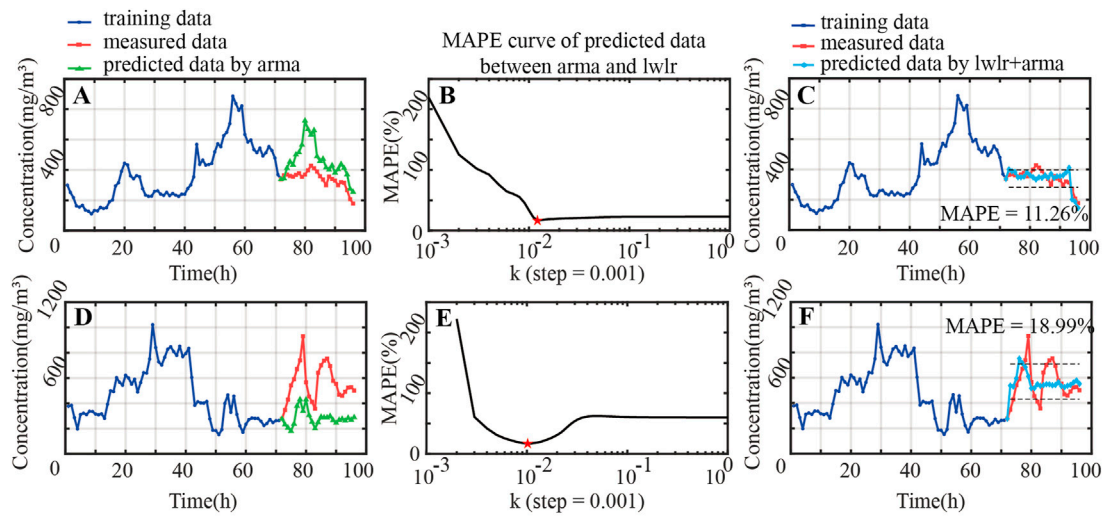 training data
measured data
predicted data by arma
MAPE curve of predicted data
between arma and lwlr
training data
measured data
predicted data by lwlr+arma
A
Concentration(mg/m³)
800
400
0
0 20 40 60 80 100
Time(h)
B
MAPE(%)
200
100
0
10⁻³ 10⁻² 10⁻¹ 10⁰
k (step = 0.001)
C
Concentration(mg/m³)
800
400
0
MAPE = 11.26%
0 20 40 60 80 100
Time(h)
D
Concentration(mg/m³)
1200
600
0
0 20 40 60 80 100
Time(h)
E
MAPE(%)
200
100
0
10⁻³ 10⁻² 10⁻¹ 10⁰
k (step = 0.001)
F
Concentration(mg/m³)
1200
600
0
MAPE = 18.99%
0 20 40 60 80 100
Time(h)